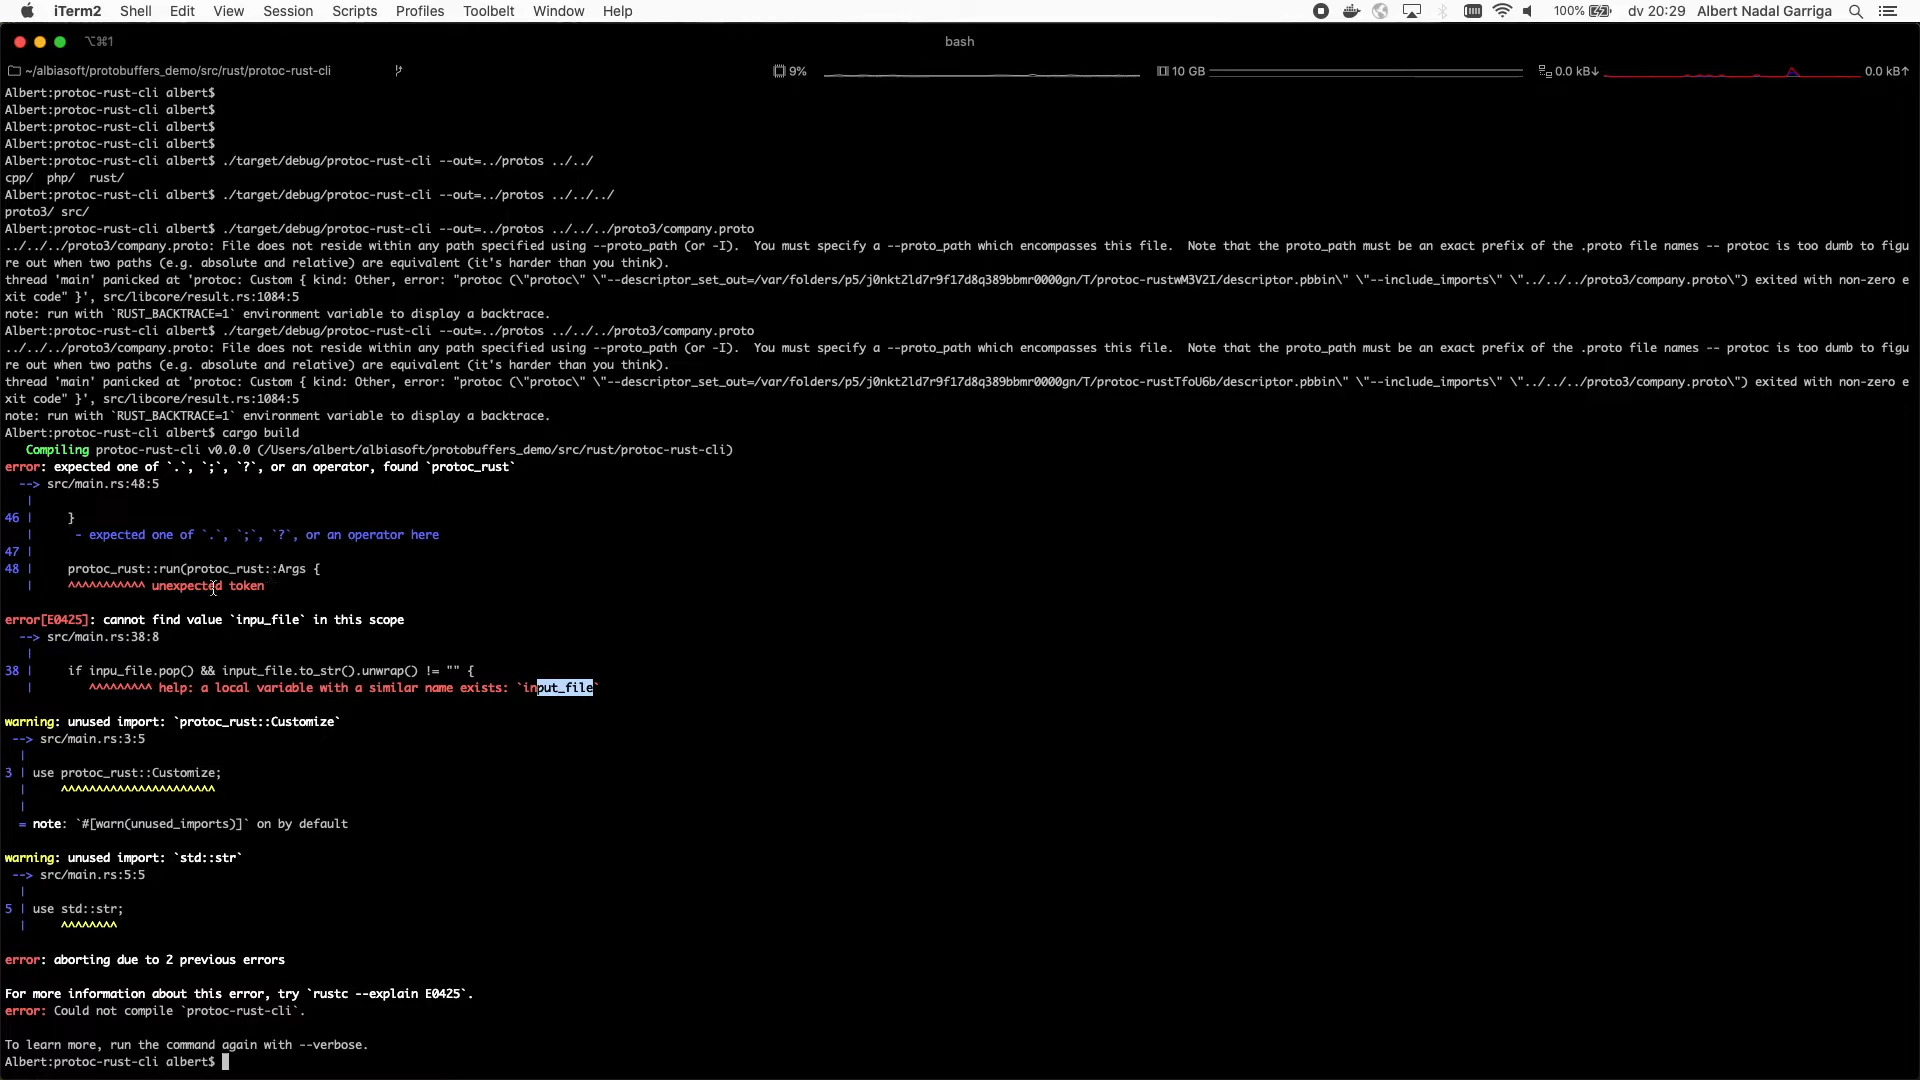 iTerm2 Shell Edit View Session Scripts Profiles Toolbelt Window Help 100% dv 20:29 Albert Nadal Garriga
⌥⌘1 bash
~/albiasoft/protobuffers_demo/src/rust/protoc-rust-cli 9% 10 GB 0.0 kB↓ 0.0 kB↑
Albert:protoc-rust-cli albert$
Albert:protoc-rust-cli albert$
Albert:protoc-rust-cli albert$
Albert:protoc-rust-cli albert$
Albert:protoc-rust-cli albert$ ./target/debug/protoc-rust-cli --out=../protos ../../
cpp/  php/  rust/
Albert:protoc-rust-cli albert$ ./target/debug/protoc-rust-cli --out=../protos ../../../
proto3/ src/
Albert:protoc-rust-cli albert$ ./target/debug/protoc-rust-cli --out=../protos ../../../proto3/company.proto
../../../proto3/company.proto: File does not reside within any path specified using --proto_path (or -I).  You must specify a --proto_path which encompasses this file.  Note that the proto_path must be an exact prefix of the .proto file names -- protoc is too dumb to figu
re out when two paths (e.g. absolute and relative) are equivalent (it's harder than you think).
thread 'main' panicked at 'protoc: Custom { kind: Other, error: "protoc (\"protoc\" \"--descriptor_set_out=/var/folders/p5/j0nkt2ld7r9f17d8q389bbmr0000gn/T/protoc-rustwM3VZI/descriptor.pbbin\" \"--include_imports\" \"../../../proto3/company.proto\") exited with non-zero e
xit code" }', src/libcore/result.rs:1084:5
note: run with `RUST_BACKTRACE=1` environment variable to display a backtrace.
Albert:protoc-rust-cli albert$ ./target/debug/protoc-rust-cli --out=../protos ../../../proto3/company.proto
../../../proto3/company.proto: File does not reside within any path specified using --proto_path (or -I).  You must specify a --proto_path which encompasses this file.  Note that the proto_path must be an exact prefix of the .proto file names -- protoc is too dumb to figu
re out when two paths (e.g. absolute and relative) are equivalent (it's harder than you think).
thread 'main' panicked at 'protoc: Custom { kind: Other, error: "protoc (\"protoc\" \"--descriptor_set_out=/var/folders/p5/j0nkt2ld7r9f17d8q389bbmr0000gn/T/protoc-rustTfoU6b/descriptor.pbbin\" \"--include_imports\" \"../../../proto3/company.proto\") exited with non-zero e
xit code" }', src/libcore/result.rs:1084:5
note: run with `RUST_BACKTRACE=1` environment variable to display a backtrace.
Albert:protoc-rust-cli albert$ cargo build
   Compiling protoc-rust-cli v0.0.0 (/Users/albert/albiasoft/protobuffers_demo/src/rust/protoc-rust-cli)
error: expected one of `.`, `;`, `?`, or an operator, found `protoc_rust`
  --> src/main.rs:48:5
   |
46 |     }
   |      - expected one of `.`, `;`, `?`, or an operator here
47 |
48 |     protoc_rust::run(protoc_rust::Args {
   |     ^^^^^^^^^^^ unexpected token
error[E0425]: cannot find value `inpu_file` in this scope
  --> src/main.rs:38:8
   |
38 |     if inpu_file.pop() && input_file.to_str().unwrap() != "" {
   |        ^^^^^^^^^ help: a local variable with a similar name exists: `input_file`
warning: unused import: `protoc_rust::Customize`
 --> src/main.rs:3:5
  |
3 | use protoc_rust::Customize;
  |     ^^^^^^^^^^^^^^^^^^^^^^
  |
  = note: `#[warn(unused_imports)]` on by default
warning: unused import: `std::str`
 --> src/main.rs:5:5
  |
5 | use std::str;
  |     ^^^^^^^^
error: aborting due to 2 previous errors
For more information about this error, try `rustc --explain E0425`.
error: Could not compile `protoc-rust-cli`.
To learn more, run the command again with --verbose.
Albert:protoc-rust-cli albert$